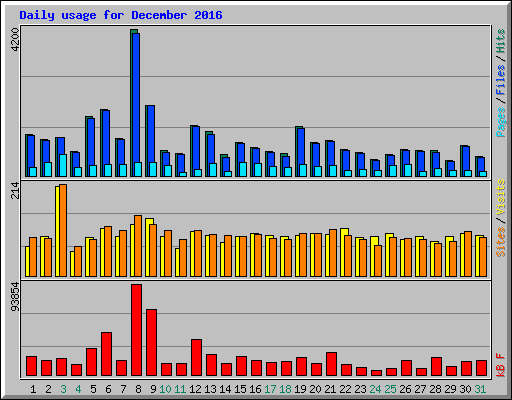 Daily usage for December 2016
4200
Pages / Files / Hits
214
Sites / Visits
93854
kB F
1 2 3 4 5 6 7 8 9 10 11 12 13 14 15 16 17 18 19 20 21 22 23 24 25 26 27 28 29 30 31